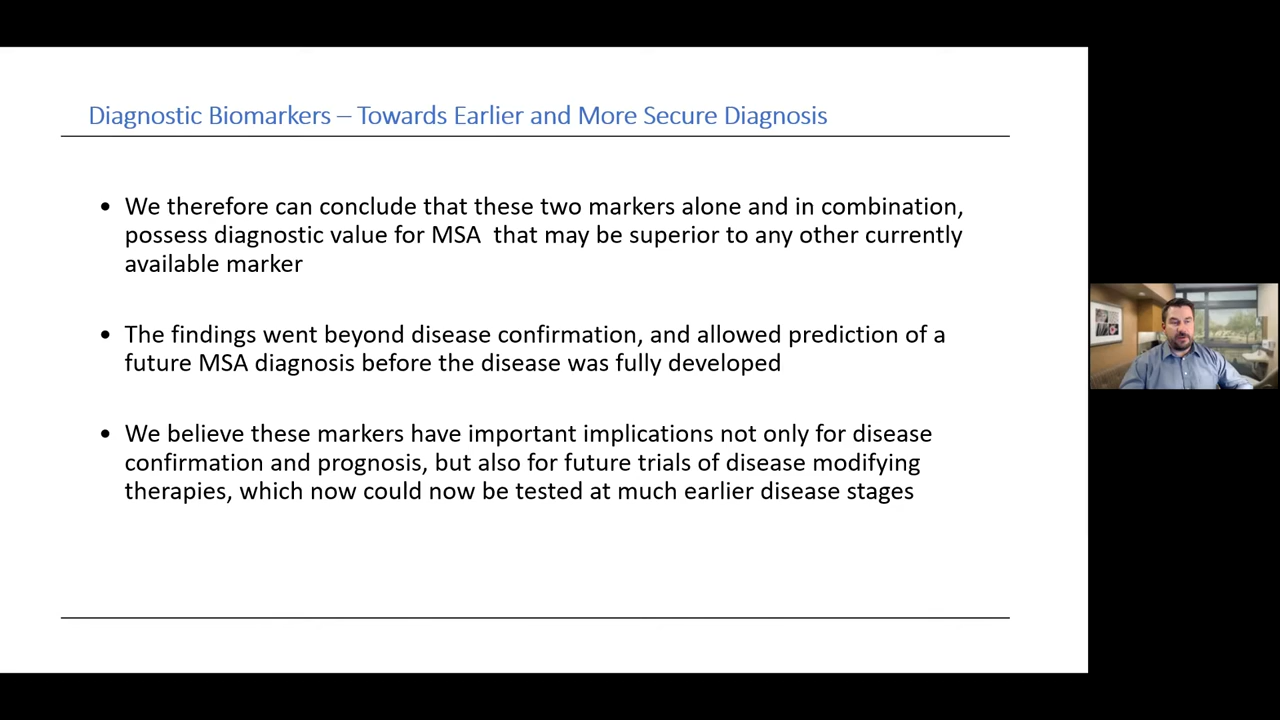 Diagnostic Biomarkers – Towards Earlier and More Secure Diagnosis
• We therefore can conclude that these two markers alone and in combination,
possess diagnostic value for MSA  that may be superior to any other currently
available marker
• The findings went beyond disease confirmation, and allowed prediction of a
future MSA diagnosis before the disease was fully developed
• We believe these markers have important implications not only for disease
confirmation and prognosis, but also for future trials of disease modifying
therapies, which now could now be tested at much earlier disease stages